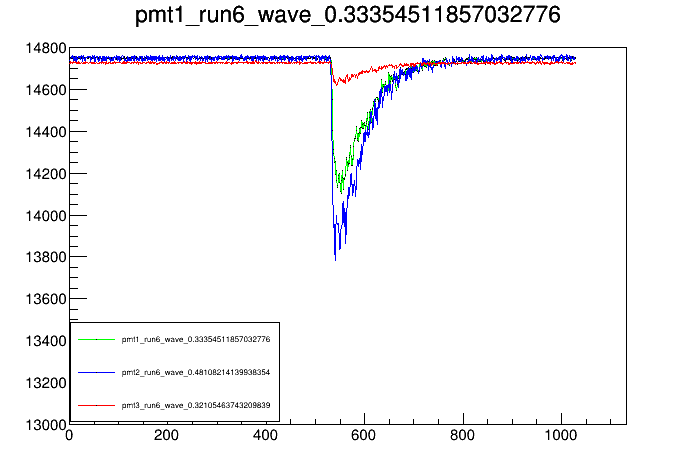 pmt1_run6_wave_0.33354511857032776
14800
14600
14400
14200
14000
13800
13600
13400
13200
13000
pmt1_run6_wave_0.33354511857032776
pmt2_run6_wave_0.48108214139938354
pmt3_run6_wave_0.32105463743209839
0 200 400 600 800 1000